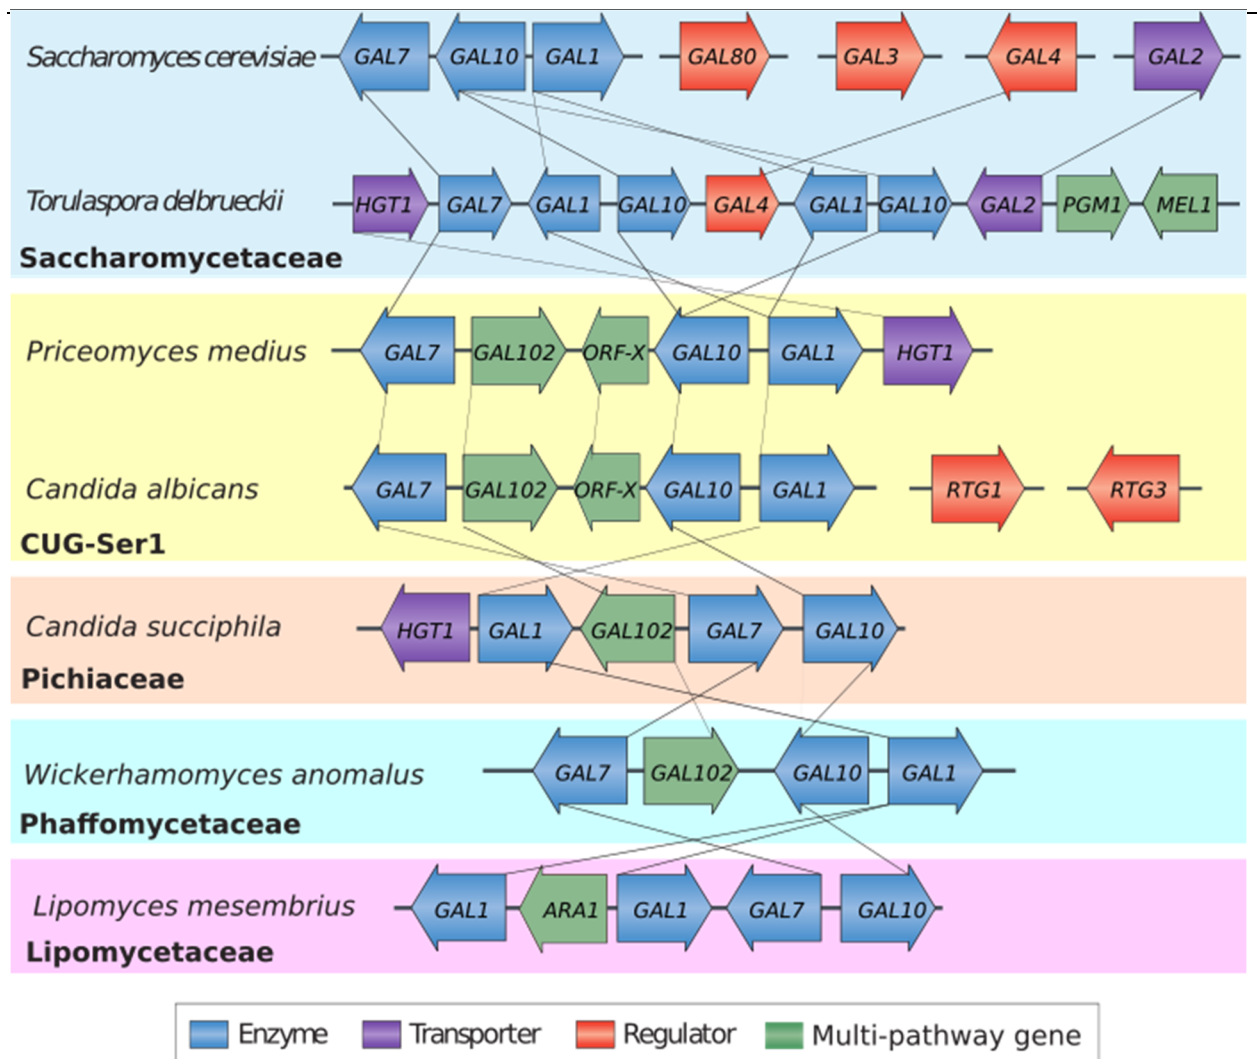 Saccharomyces cerevisiae GAL7 GAL10 GAL1 GAL80 GAL3 GAL4 GAL2
Torulaspora delbrueckii HGT1 GAL7 GAL1 GAL10 GAL4 GAL1 GAL10 GAL2 PGM1 MEL1
Saccharomycetaceae
Priceomyces medius GAL7 GAL102 ORF-X GAL10 GAL1 HGT1
Candida albicans GAL7 GAL102 ORF-X GAL10 GAL1 RTG1 RTG3
CUG-Ser1
Candida succiphila HGT1 GAL1 GAL102 GAL7 GAL10
Pichiaceae
Wickerhamomyces anomalus GAL7 GAL102 GAL10 GAL1
Phaffomycetaceae
Lipomyces mesembrius GAL1 ARA1 GAL1 GAL7 GAL10
Lipomycetaceae
Enzyme Transporter Regulator Multi-pathway gene